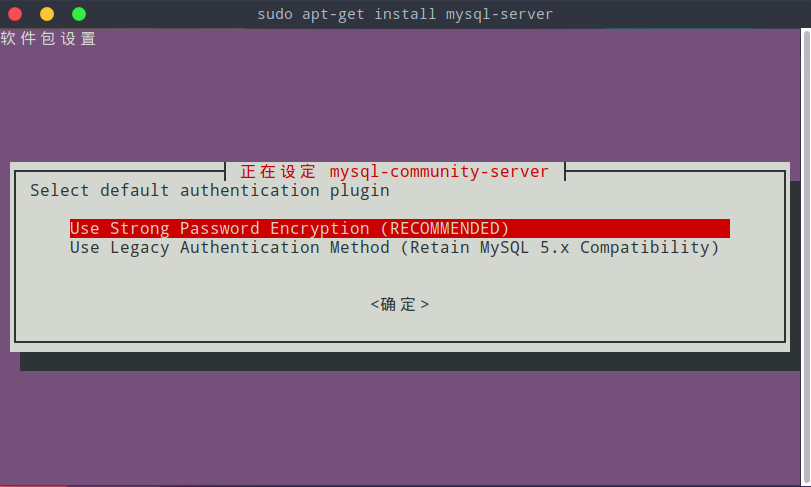 sudo apt-get install mysql-server
软件包设置
正在设定 mysql-community-server
Select default authentication plugin
Use Strong Password Encryption (RECOMMENDED)
Use Legacy Authentication Method (Retain MySQL 5.x Compatibility)
<确定>